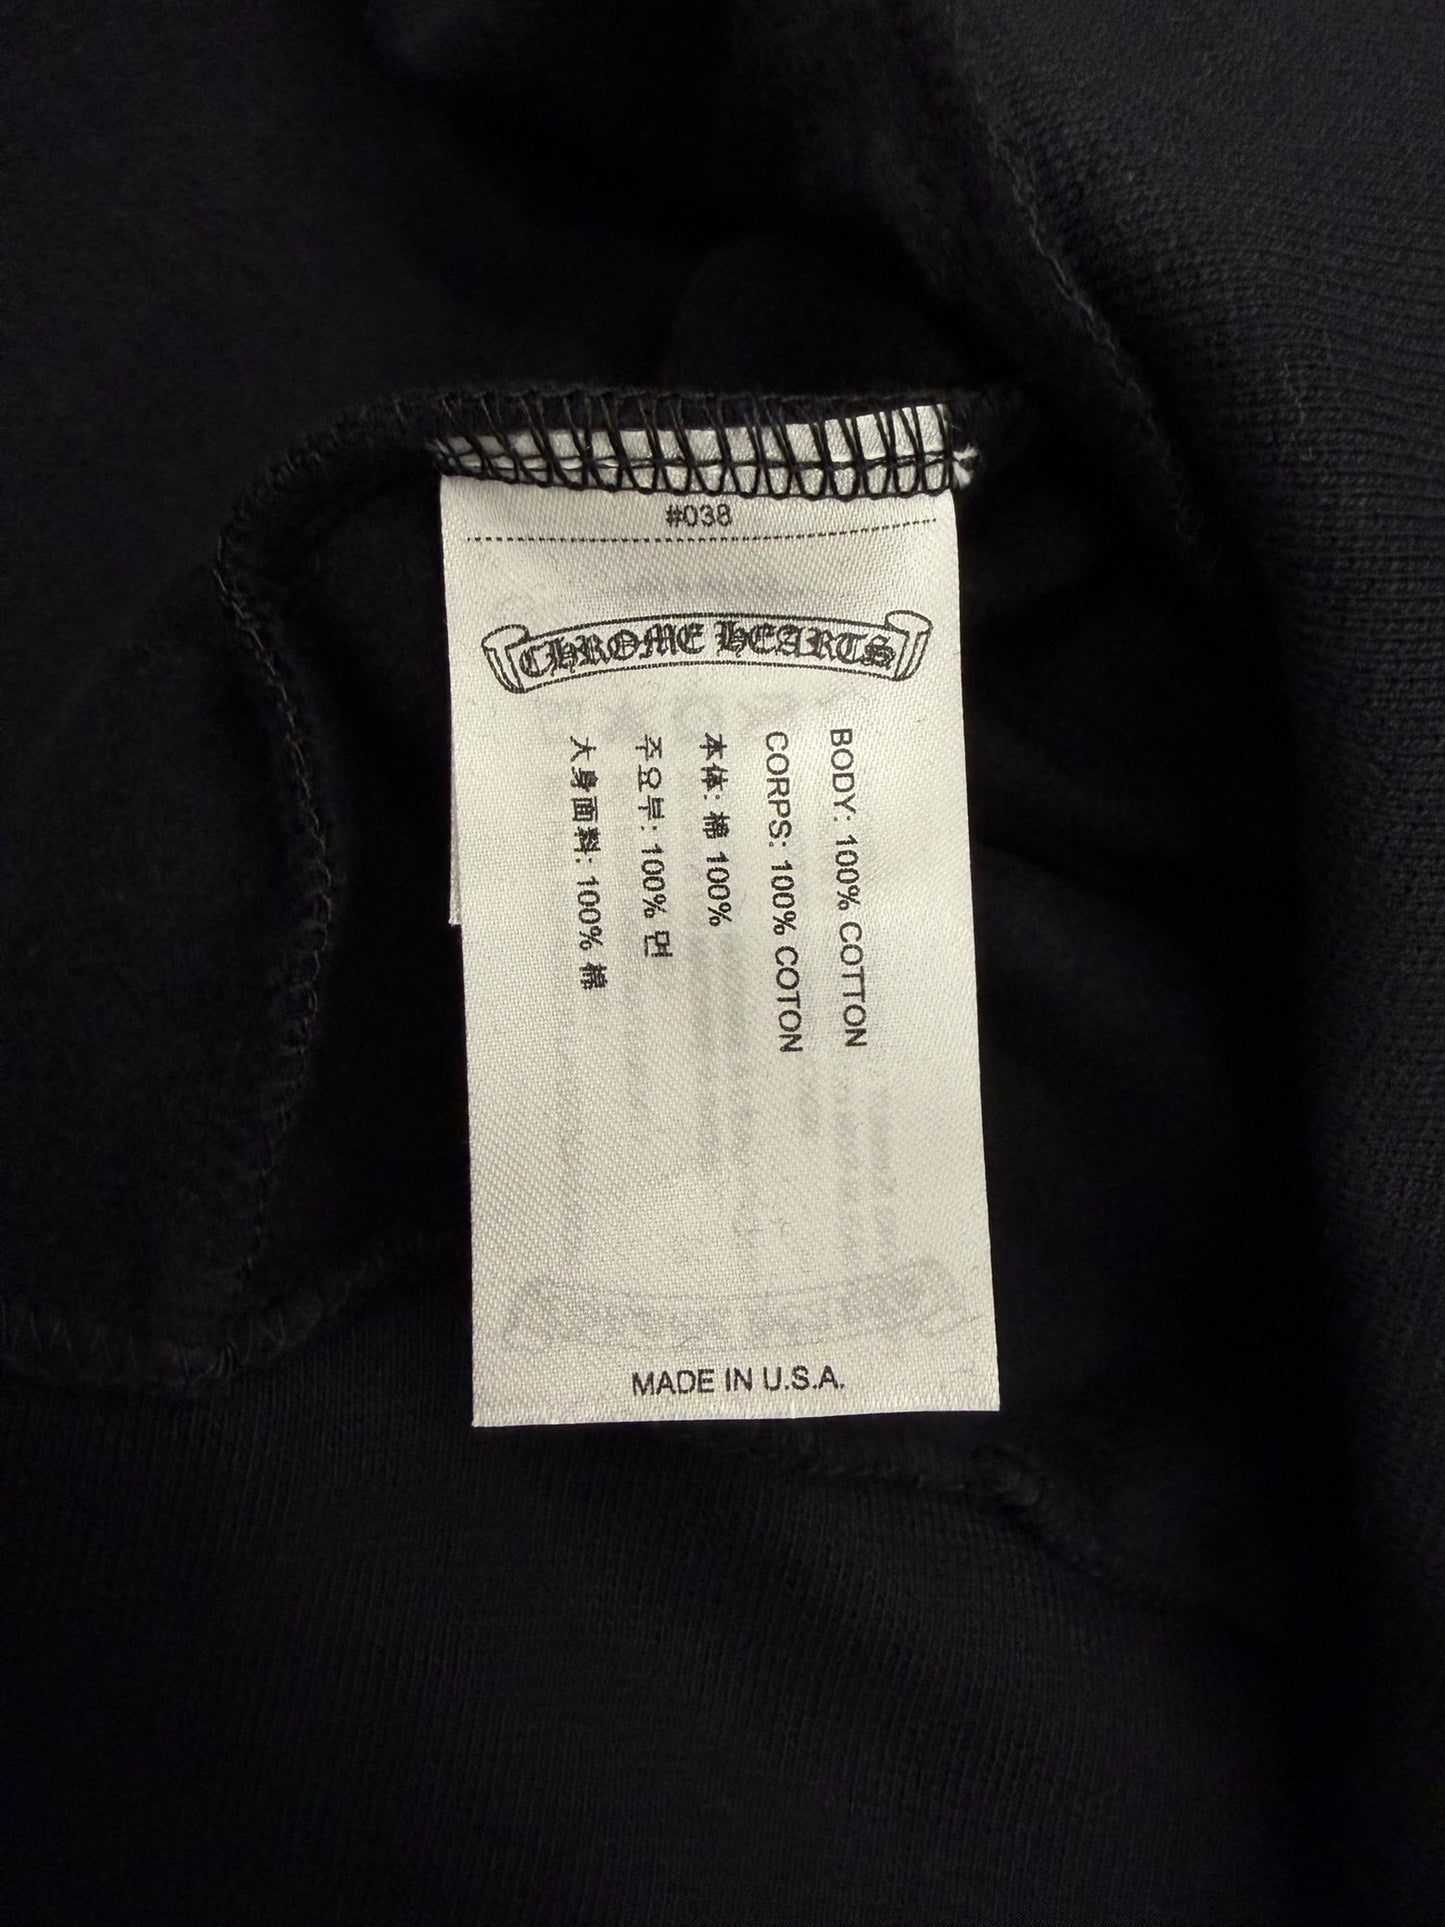 #038
CHROME HEARTS
BODY: 100% COTTON
CORPS: 100% COTON
本体: 棉 100%
주요부: 100% 면
大身面料: 100% 棉
MADE IN U.S.A.